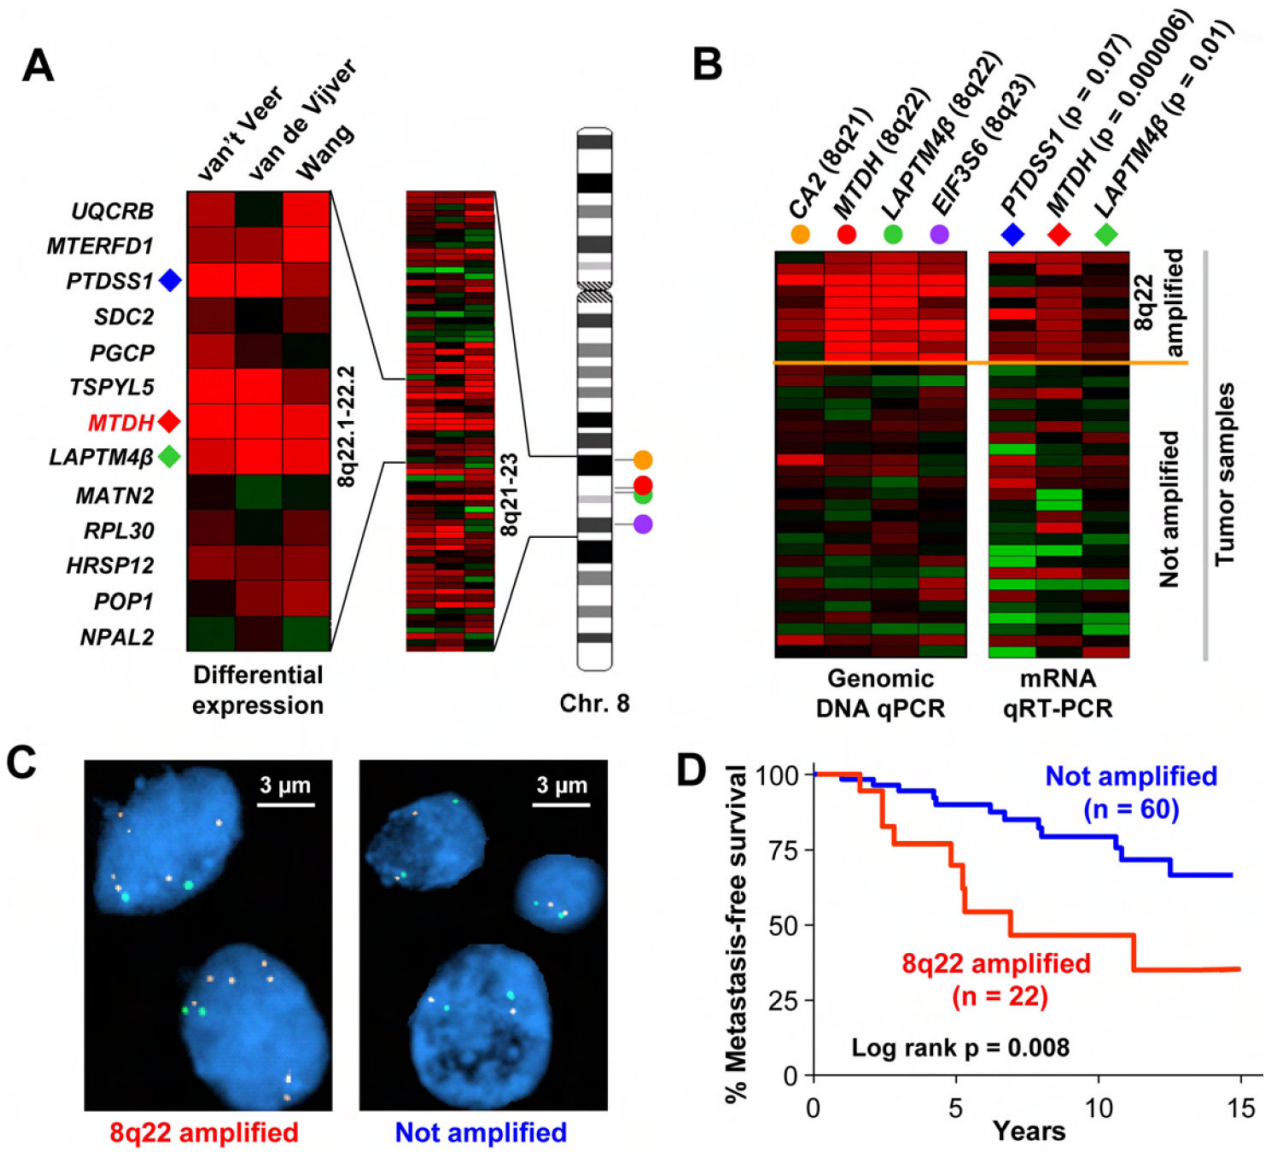 A
van't Veer
van de Vijver
Wang
UQCRB
MTERFD1
PTDSS1
SDC2
PGCP
TSPYL5
MTDH
LAPTM4β
MATN2
RPL30
HRSP12
POP1
NPAL2
8q22.1-22.2
8q21-23
Differential
expression
Chr. 8
B
CA2 (8q21)
MTDH (8q22)
LAPTM4β (8q22)
EIF3S6 (8q23)
PTDSS1 (p = 0.07)
MTDH (p = 0.000006)
LAPTM4β (p = 0.01)
8q22
amplified
Not amplified
Tumor samples
Genomic
DNA qPCR
mRNA
qRT-PCR
C
3 µm
3 µm
8q22 amplified
Not amplified
D
% Metastasis-free survival
100
75
50
25
0
Not amplified
(n = 60)
8q22 amplified
(n = 22)
Log rank p = 0.008
0
5
10
15
Years